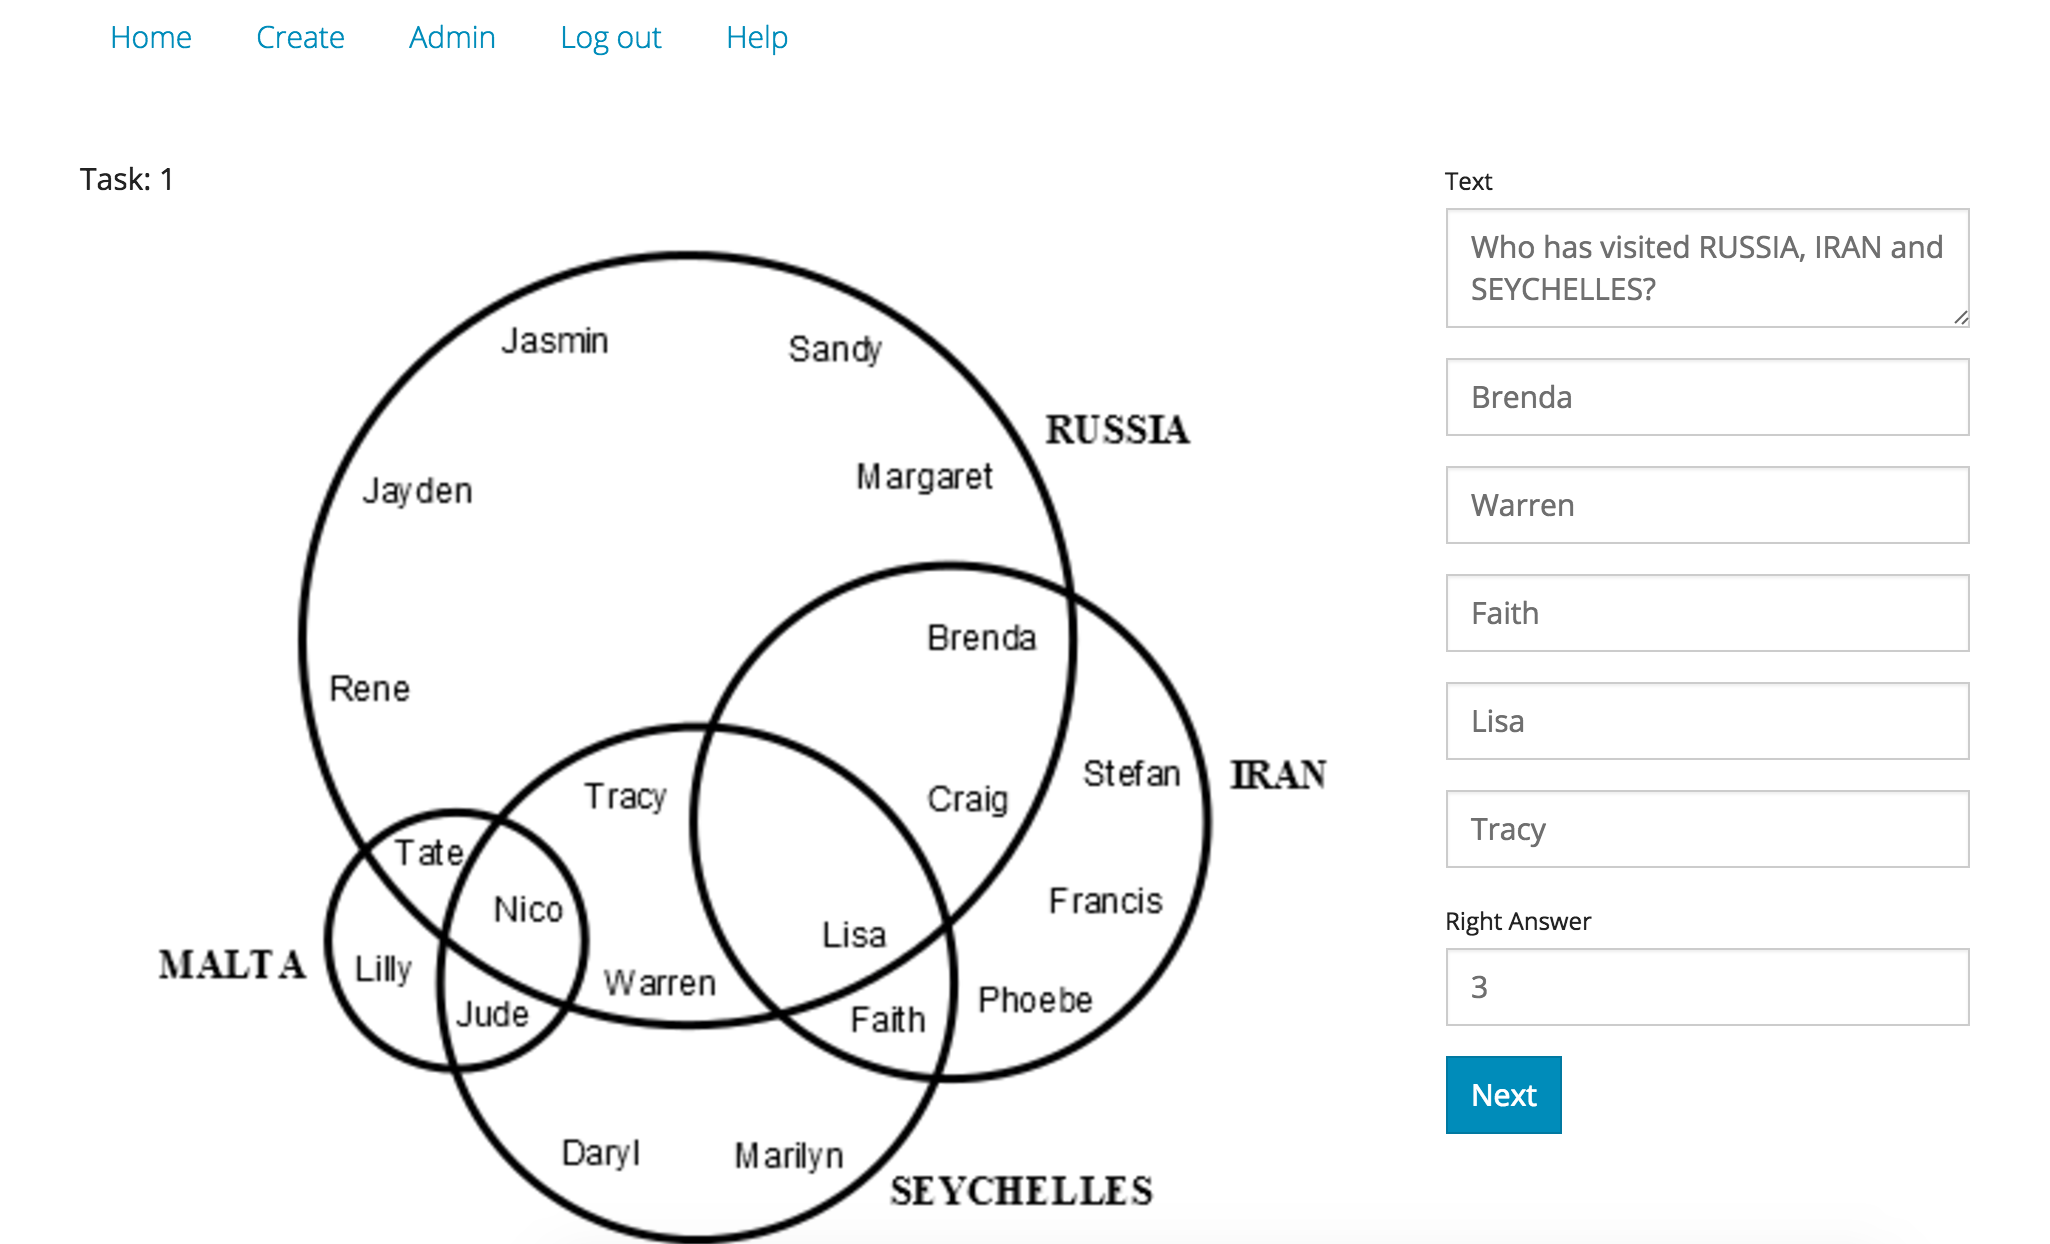 Home Create Admin Log out Help
Task: 1
Jasmin
Sandy
RUSSIA
Jayden
Margaret
Brenda
Rene
Tracy
Craig
Stefan
IRAN
Tate
Nico
Francis
Lisa
MALTA
Lilly
Warren
Jude
Faith
Phoebe
Daryl
Marilyn
SEYCHELLES
Text
Who has visited RUSSIA, IRAN and
SEYCHELLES?
Brenda
Warren
Faith
Lisa
Tracy
Right Answer
3
Next